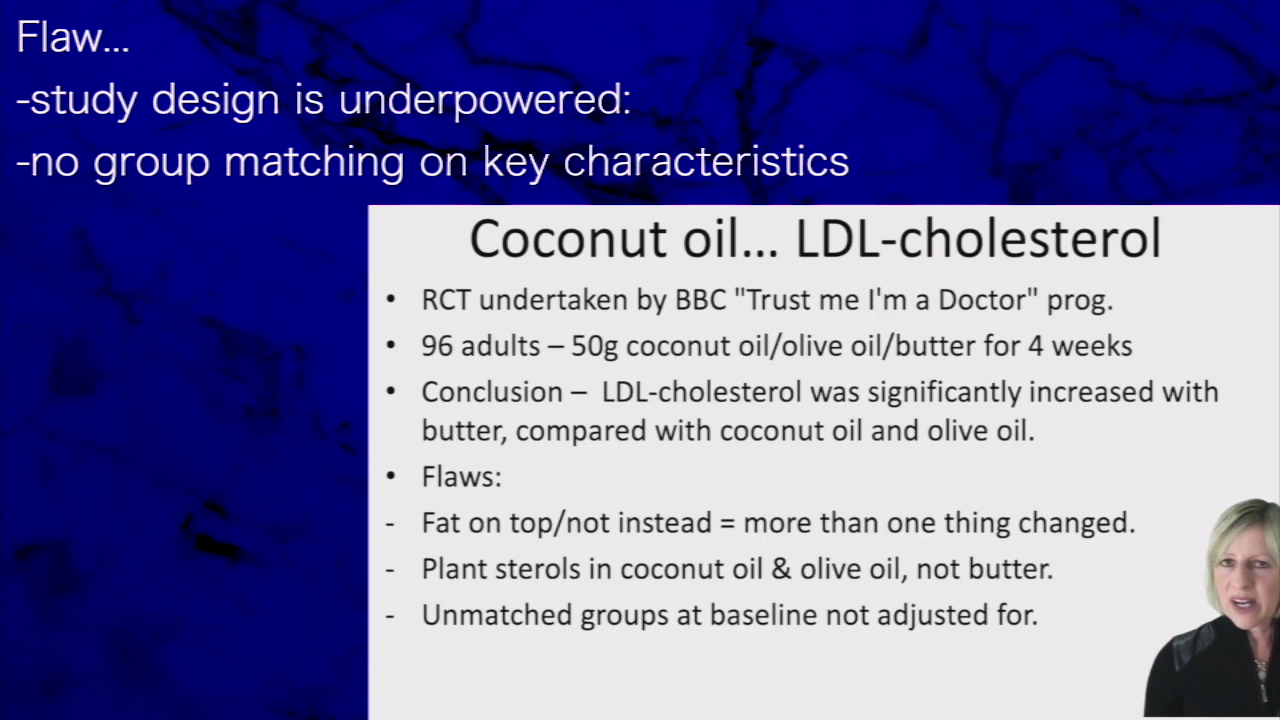 Flaw...
-study design is underpowered:
-no group matching on key characteristics
Coconut oil... LDL-cholesterol
• RCT undertaken by BBC "Trust me I'm a Doctor" prog.
• 96 adults – 50g coconut oil/olive oil/butter for 4 weeks
• Conclusion – LDL-cholesterol was significantly increased with
butter, compared with coconut oil and olive oil.
• Flaws:
- Fat on top/not instead = more than one thing changed.
- Plant sterols in coconut oil & olive oil, not butter.
- Unmatched groups at baseline not adjusted for.